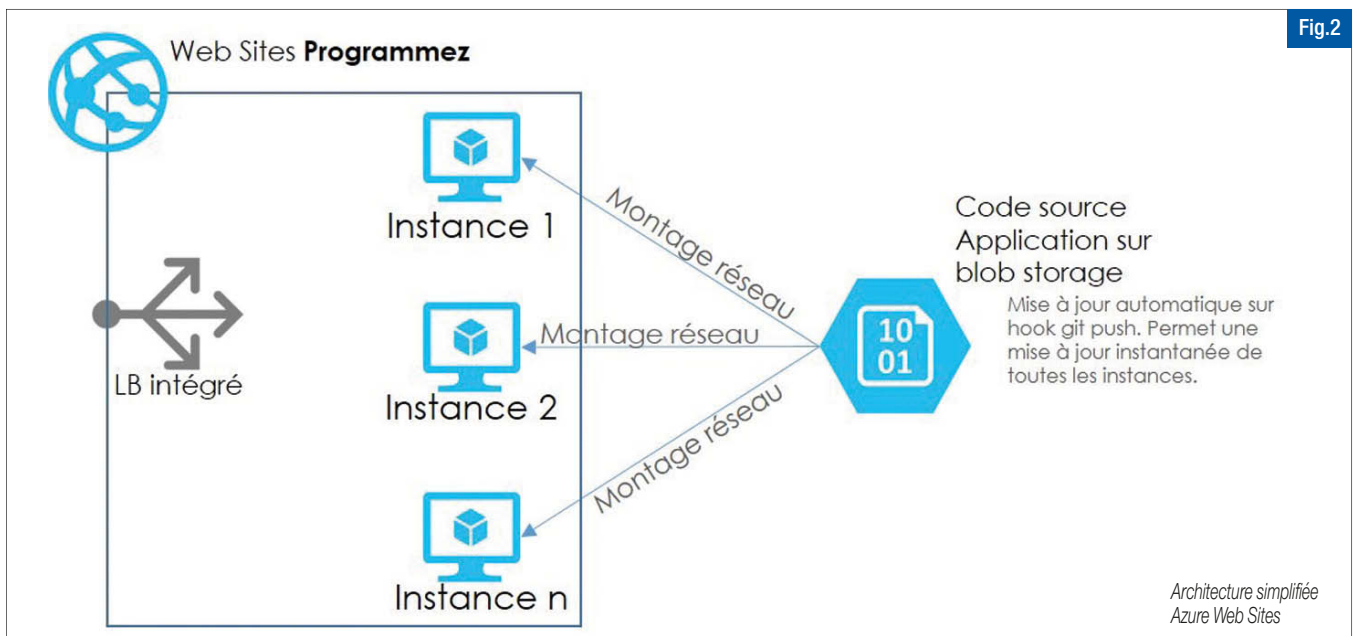 Fig.2
Web Sites Programmez
Instance 1
Montage réseau
Code source
Application sur
blob storage
Mise à jour automatique sur
hook git push. Permet une
mise à jour instantanée de
toutes les instances.
10
01
LB intégré
Montage réseau
Instance 2
Montage réseau
Instance n
Architecture simplifiée
Azure Web Sites